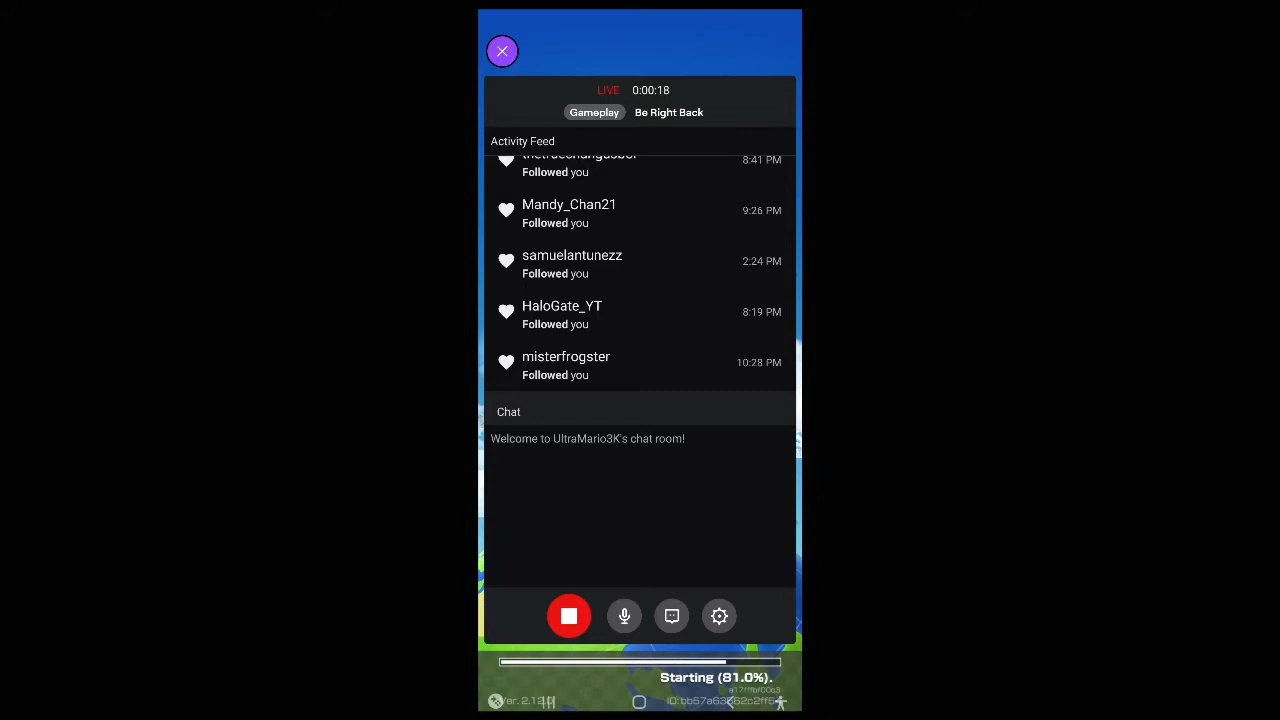 LIVE 0:00:18
Gameplay Be Right Back
Activity Feed
8:41 PM
Followed you
Mandy_Chan21 9:26 PM
Followed you
samuelantunezz 2:24 PM
Followed you
HaloGate_YT 8:19 PM
Followed you
misterfrogster 10:28 PM
Followed you
Chat
Welcome to UltraMario3K's chat room!
Starting (81.0%).